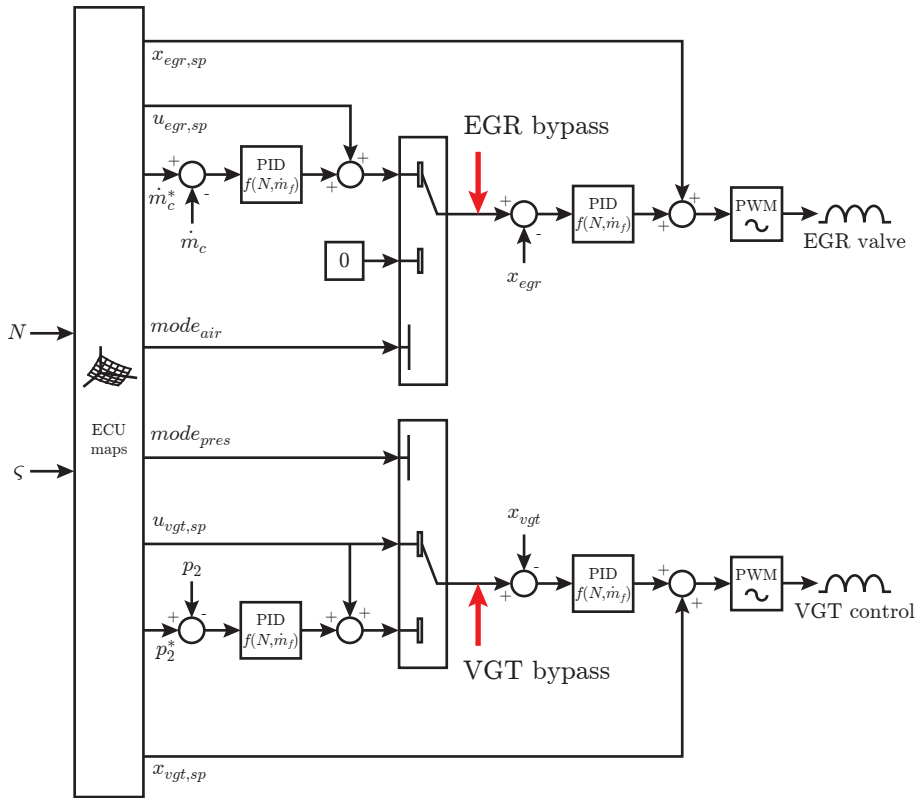 x_{egr,sp}
u_{egr,sp}
EGR bypass
+
PID
f(N,ṁ_f)
+
+
-
ṁ_c^*
ṁ_c
+
-
PID
f(N,ṁ_f)
+
+
PWM
EGR valve
0
x_{egr}
N
mode_{air}
ECU
maps
mode_{pres}
ς
u_{vgt,sp}
x_{vgt}
p_2
-
+
PID
f(N,ṁ_f)
+
+
PWM
VGT control
+
-
PID
f(N,ṁ_f)
+
+
p_2^*
VGT bypass
x_{vgt,sp}